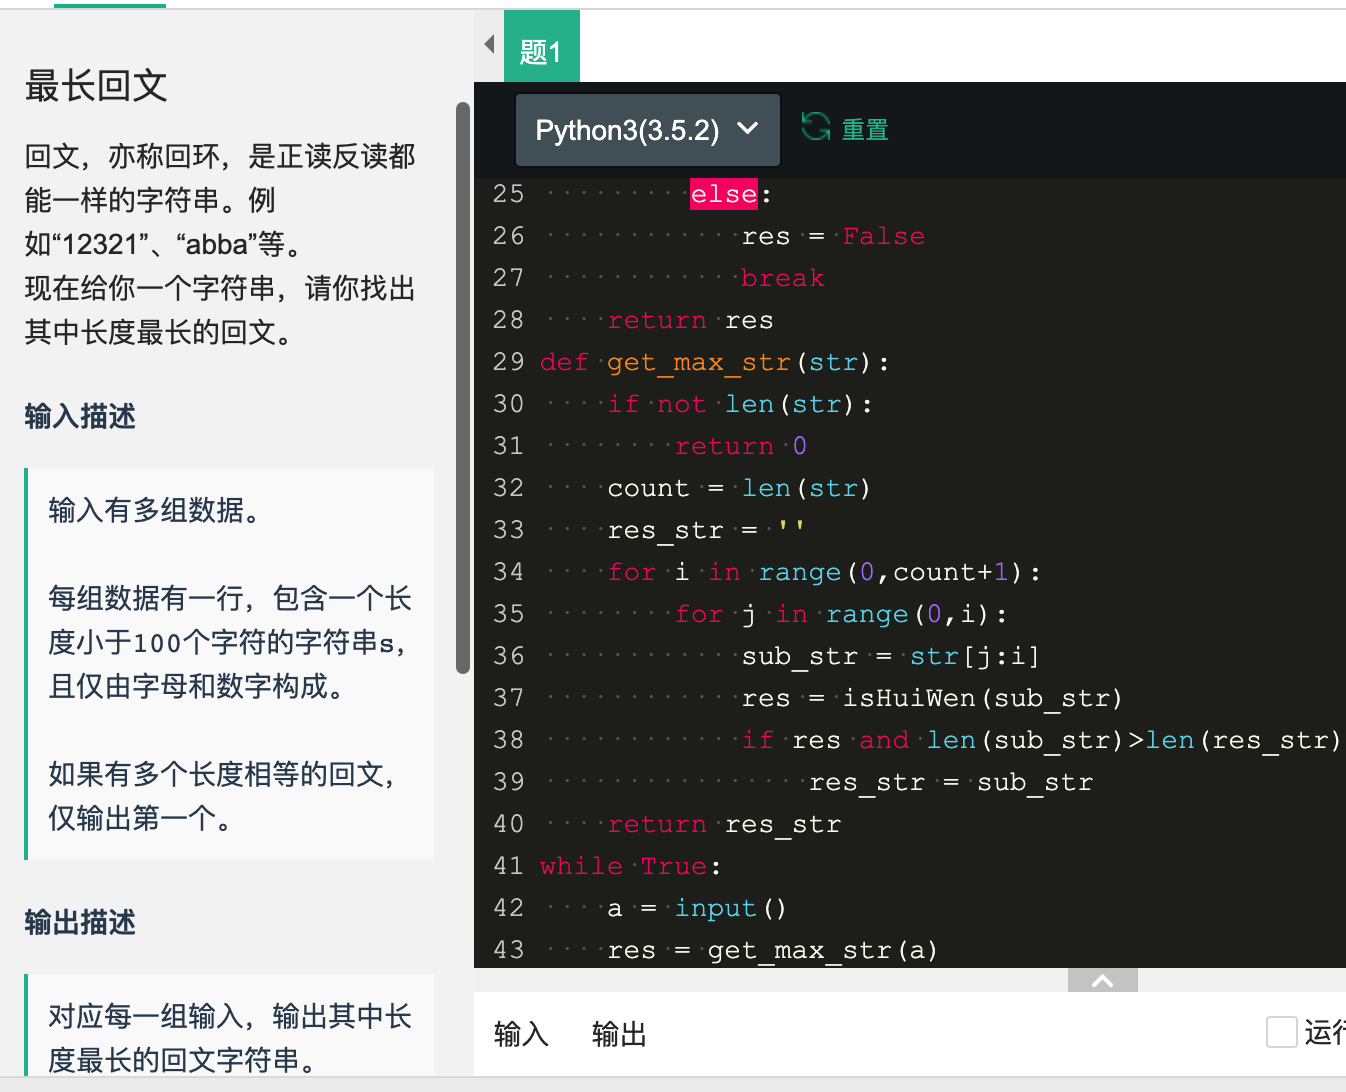 最长回文
回文，亦称回环，是正读反读都
能一样的字符串。例
如“12321”、“abba”等。
现在给你一个字符串，请你找出
其中长度最长的回文。
输入描述
输入有多组数据。
每组数据有一行，包含一个长
度小于100个字符的字符串s，
且仅由字母和数字构成。
如果有多个长度相等的回文，
仅输出第一个。
输出描述
对应每一组输入，输出其中长
度最长的回文字符串。
题1
Python3(3.5.2) 重置
25         else:
26             res = False
27             break
28     return res
29 def get_max_str(str):
30     if not len(str):
31         return 0
32     count = len(str)
33     res_str = ''
34     for i in range(0,count+1):
35         for j in range(0,i):
36             sub_str = str[j:i]
37             res = isHuiWen(sub_str)
38             if res and len(sub_str)>len(res_str)
39                 res_str = sub_str
40     return res_str
41 while True:
42     a = input()
43     res = get_max_str(a)
输入 输出 运行